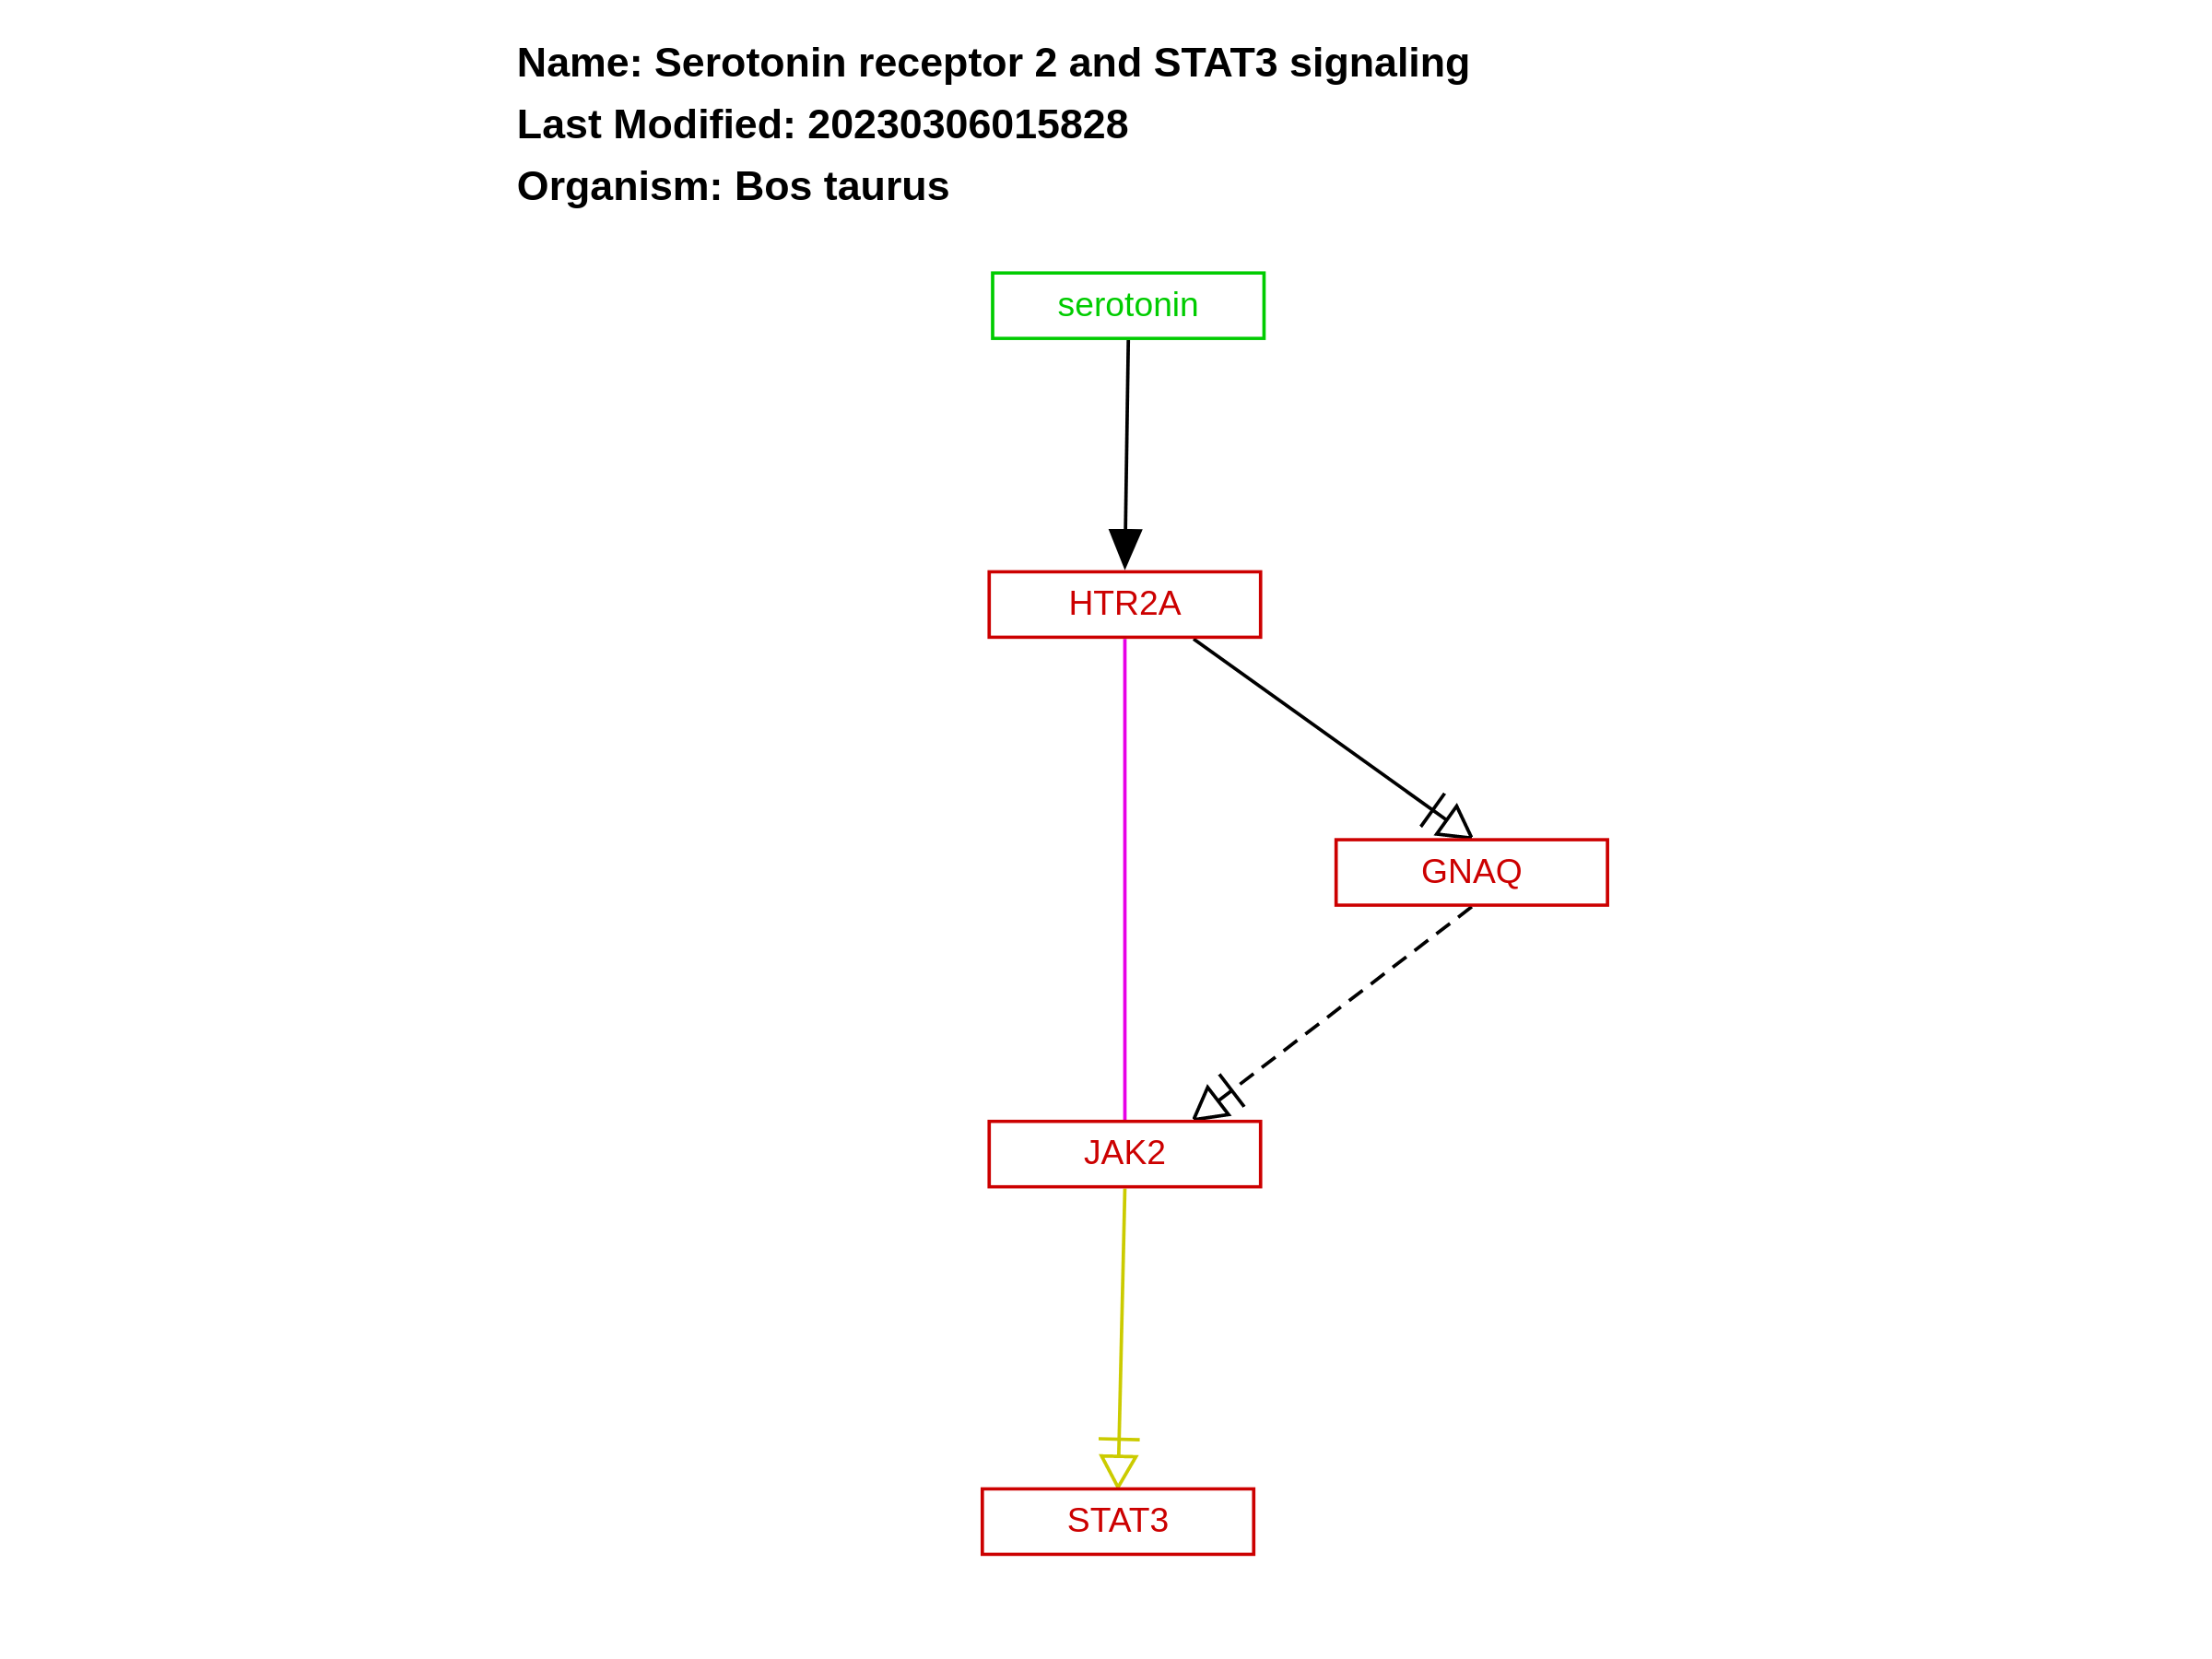 Name: Serotonin receptor 2 and STAT3 signaling
Last Modified: 20230306015828
Organism: Bos taurus
serotonin
HTR2A
GNAQ
JAK2
STAT3